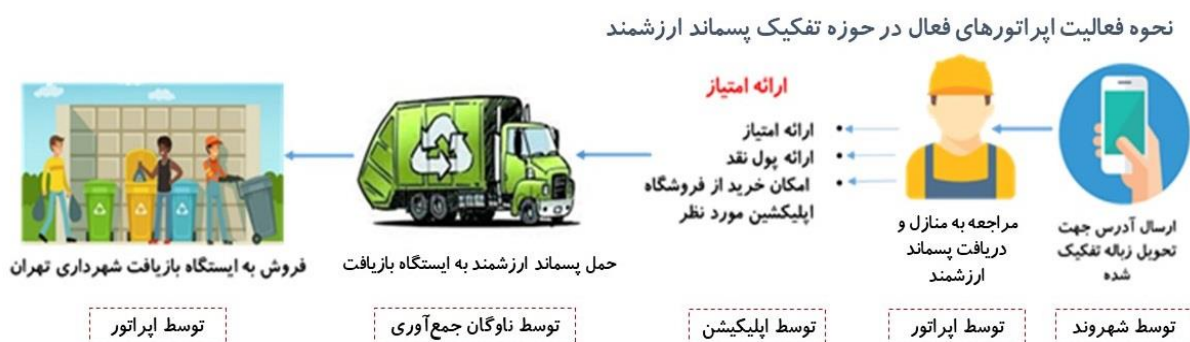 نحوه فعالیت اپراتورهای فعال در حوزه تفکیک پسماند ارزشمند
ارسال آدرس جهت
تحویل زباله تفکیک
شده
توسط شهروند
مراجعه به منازل و
دریافت پسماند
ارزشمند
توسط اپراتور
ارائه امتیاز
• ارائه امتیاز
• ارائه پول نقد
• امکان خرید از فروشگاه
اپلیکشین مورد نظر
توسط اپلیکیشن
حمل پسماند ارزشمند به ایستگاه بازیافت
توسط ناوگان جمع‌آوری
فروش به ایستگاه بازیافت شهرداری تهران
توسط اپراتور